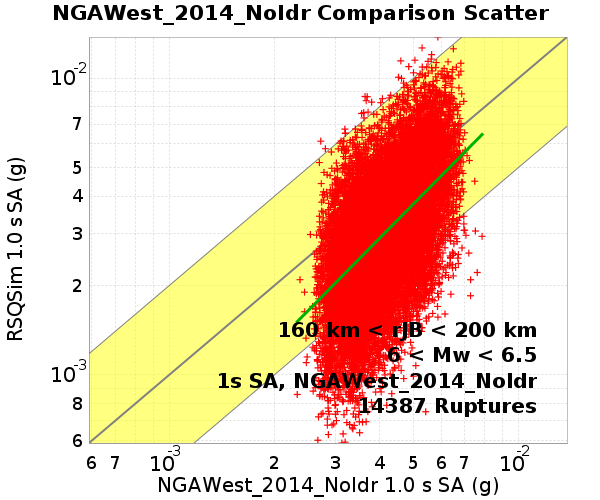 NGAWest_2014_NoIdr Comparison Scatter
RSQSim 1.0 s SA (g)
10-2
7
5
4
3
2
10-3
8
6
160 km < rJB < 200 km
6 < Mw < 6.5
1s SA, NGAWest_2014_NoIdr
14387 Ruptures
6 7 10-3 2 3 4 5 6 7 10-2
NGAWest_2014_NoIdr 1.0 s SA (g)